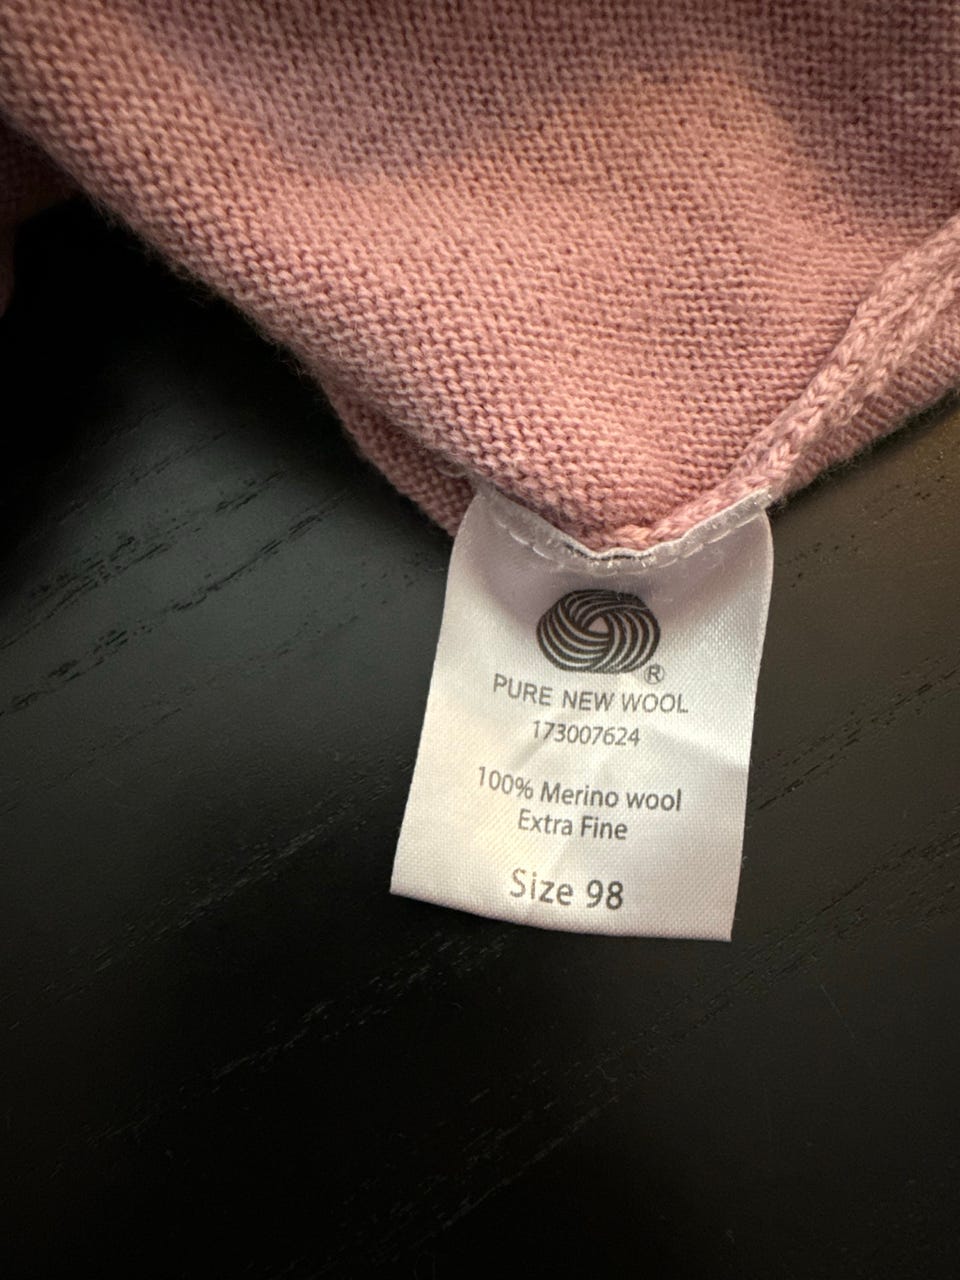 ®
PURE NEW WOOL
173007624
100% Merino wool
Extra Fine
Size 98